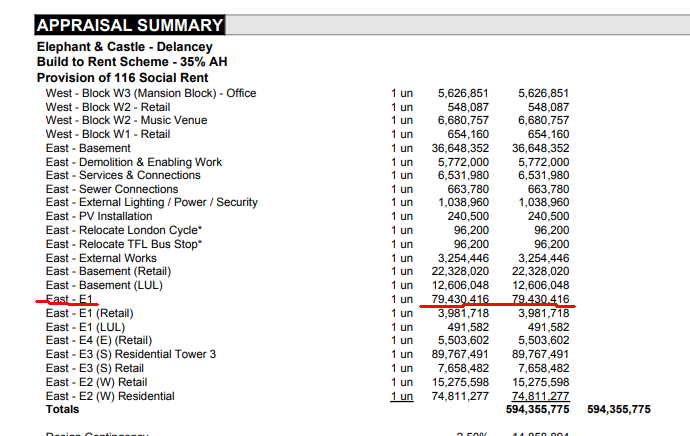 APPRAISAL SUMMARY
Elephant & Castle - Delancey
Build to Rent Scheme - 35% AH
Provision of 116 Social Rent
West - Block W3 (Mansion Block) - Office 1 un 5,626,851 5,626,851
West - Block W2 - Retail 1 un 548,087 548,087
West - Block W2 - Music Venue 1 un 6,680,757 6,680,757
West - Block W1 - Retail 1 un 654,160 654,160
East - Basement 1 un 36,648,352 36,648,352
East - Demolition & Enabling Work 1 un 5,772,000 5,772,000
East - Services & Connections 1 un 6,531,980 6,531,980
East - Sewer Connections 1 un 663,780 663,780
East - External Lighting / Power / Security 1 un 1,038,960 1,038,960
East - PV Installation 1 un 240,500 240,500
East - Relocate London Cycle* 1 un 96,200 96,200
East - Relocate TFL Bus Stop* 1 un 96,200 96,200
East - External Works 1 un 3,254,446 3,254,446
East - Basement (Retail) 1 un 22,328,020 22,328,020
East - Basement (LUL) 1 un 12,606,048 12,606,048
East - E1 1 un 79,430,416 79,430,416
East - E1 (Retail) 1 un 3,981,718 3,981,718
East - E1 (LUL) 1 un 491,582 491,582
East - E4 (E) (Retail) 1 un 5,503,602 5,503,602
East - E3 (S) Residential Tower 3 1 un 89,767,491 89,767,491
East - E3 (S) Retail 1 un 7,658,482 7,658,482
East - E2 (W) Retail 1 un 15,275,598 15,275,598
East - E2 (W) Residential 1 un 74,811,277 74,811,277
Totals 594,355,775 594,355,775